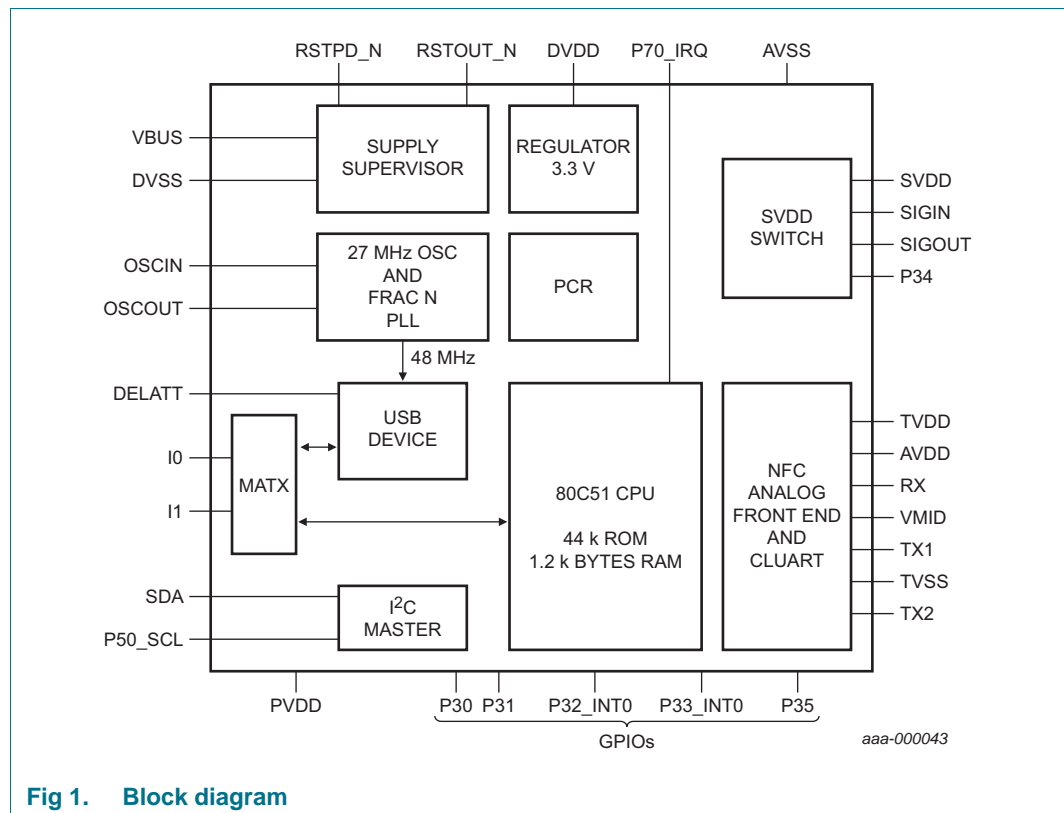 RSTPD_N RSTOUT_N DVDD P70_IRQ AVSS
VBUS
DVSS
SUPPLY
SUPERVISOR
REGULATOR
3.3 V
SVDD
SWITCH
SVDD
SIGIN
SIGOUT
P34
OSCIN
OSCOUT
27 MHz OSC
AND
FRAC N
PLL
PCR
48 MHz
DELATT
USB
DEVICE
I0
I1
MATX
80C51 CPU
44 k ROM
1.2 k BYTES RAM
NFC
ANALOG
FRONT END
AND
CLUART
TVDD
AVDD
RX
VMID
TX1
TVSS
TX2
SDA
P50_SCL
I2C
MASTER
PVDD P30 P31 P32_INT0 P33_INT0 P35
GPIOs
aaa-000043
Fig 1. Block diagram